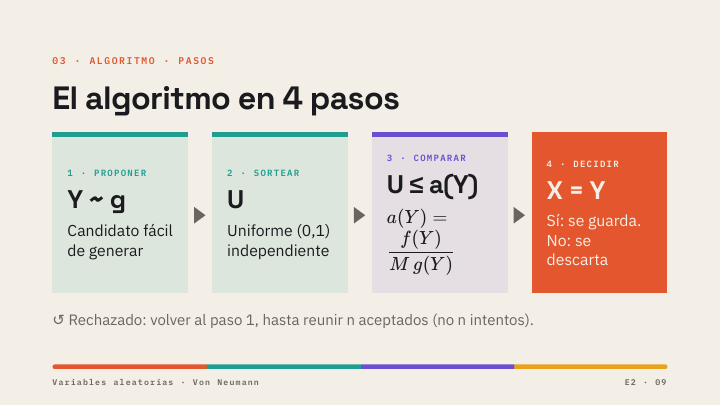 03 · ALGORITMO · PASOS
El algoritmo en 4 pasos
1 · PROPONER
Y ~ g
Candidato fácil
de generar
2 · SORTEAR
U
Uniforme (0,1)
independiente
3 · COMPARAR
U ≤ a(Y)
a(Y) =
f(Y)
M g(Y)
4 · DECIDIR
X = Y
Sí: se guarda.
No: se
descarta
↺ Rechazado: volver al paso 1, hasta reunir n aceptados (no n intentos).
Variables aleatorias · Von Neumann
E2 · 09